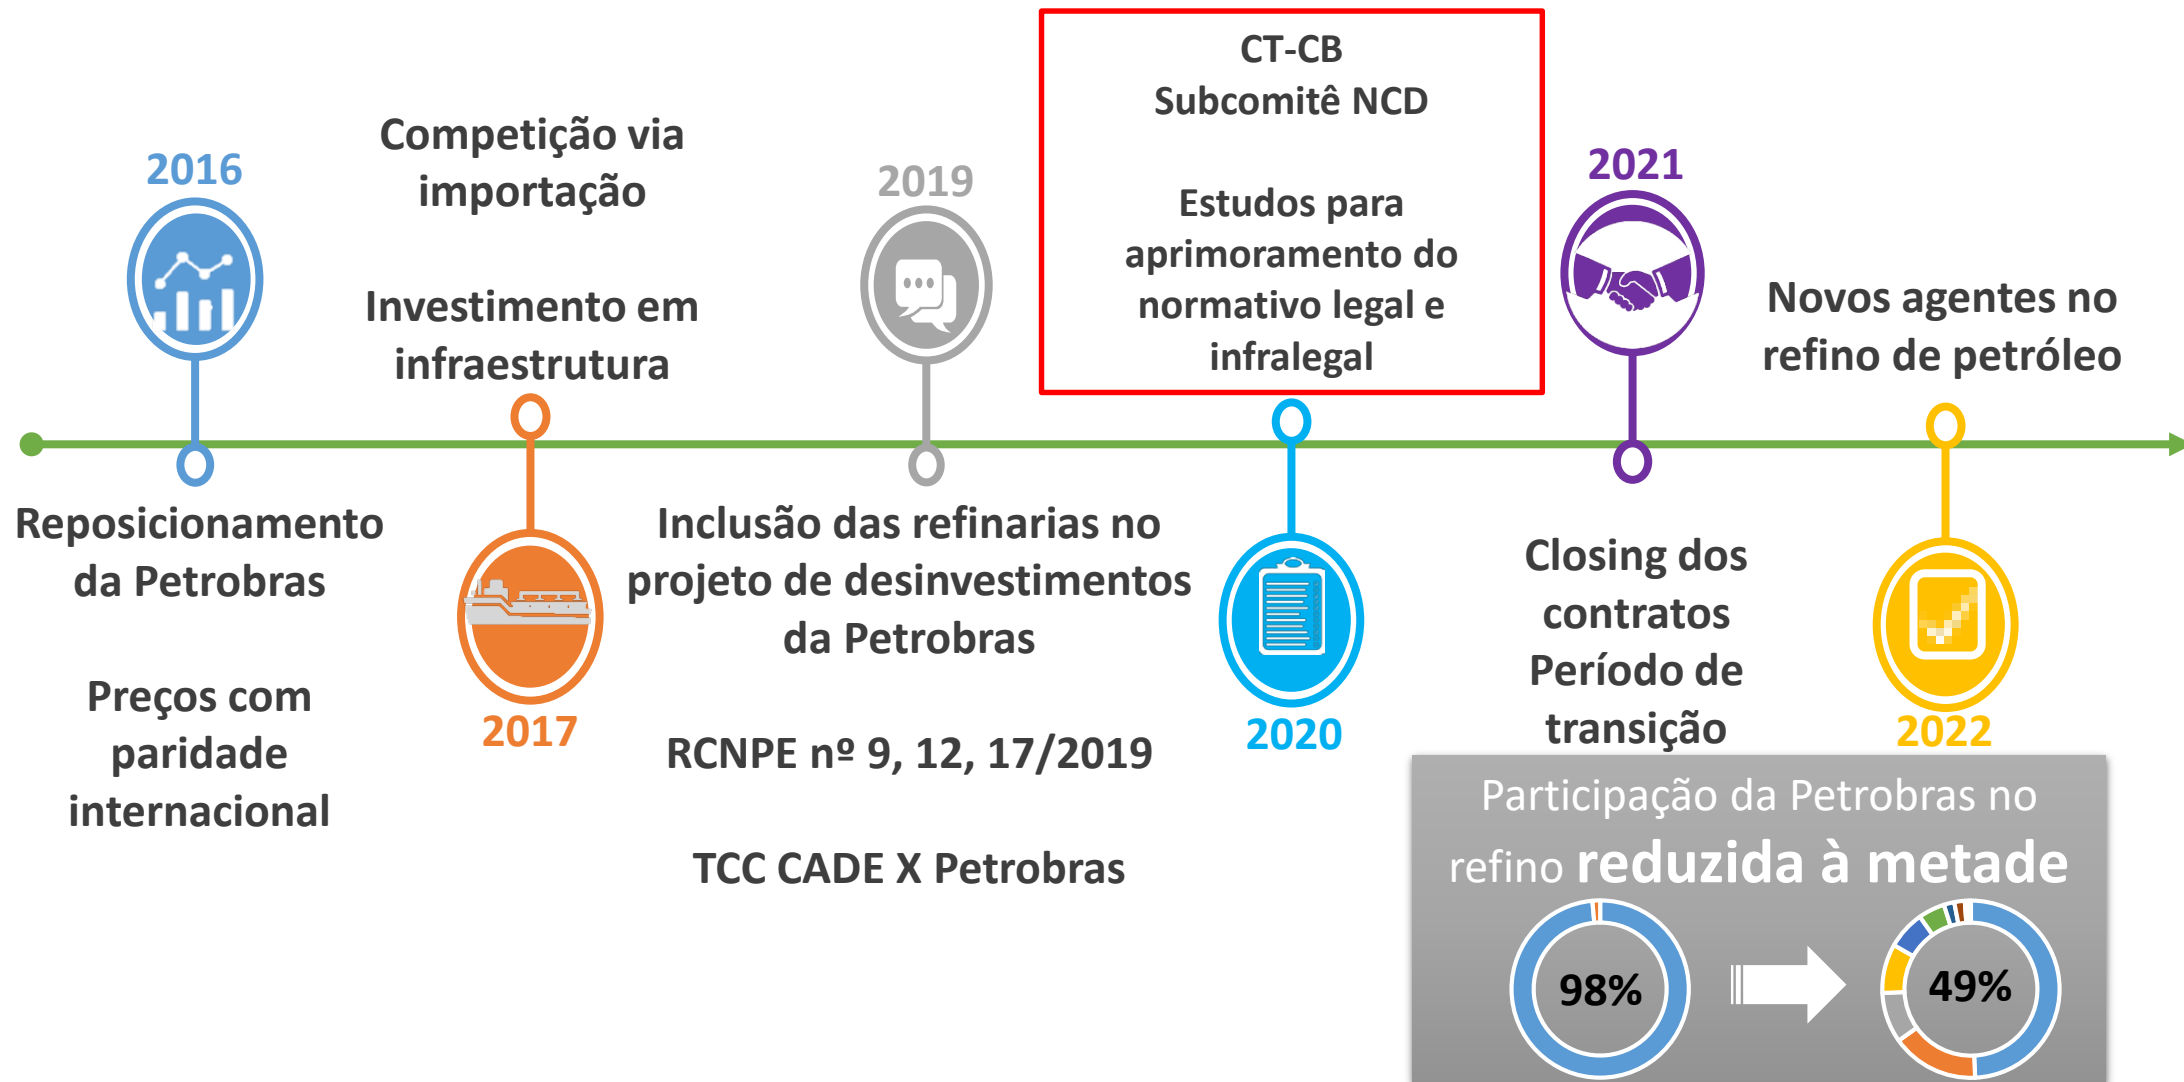 2016
Reposicionamento
da Petrobras
Preços com
paridade
internacional
Competição via
importação
Investimento em
infraestrutura
2017
2019
Inclusão das refinarias no
projeto de desinvestimentos
da Petrobras
RCNPE nº 9, 12, 17/2019
TCC CADE X Petrobras
CT-CB
Subcomitê NCD
Estudos para
aprimoramento do
normativo legal e
infralegal
2020
2021
Closing dos
contratos
Período de
transição
Novos agentes no
refino de petróleo
2022
Participação da Petrobras no
refino reduzida à metade
98%
49%